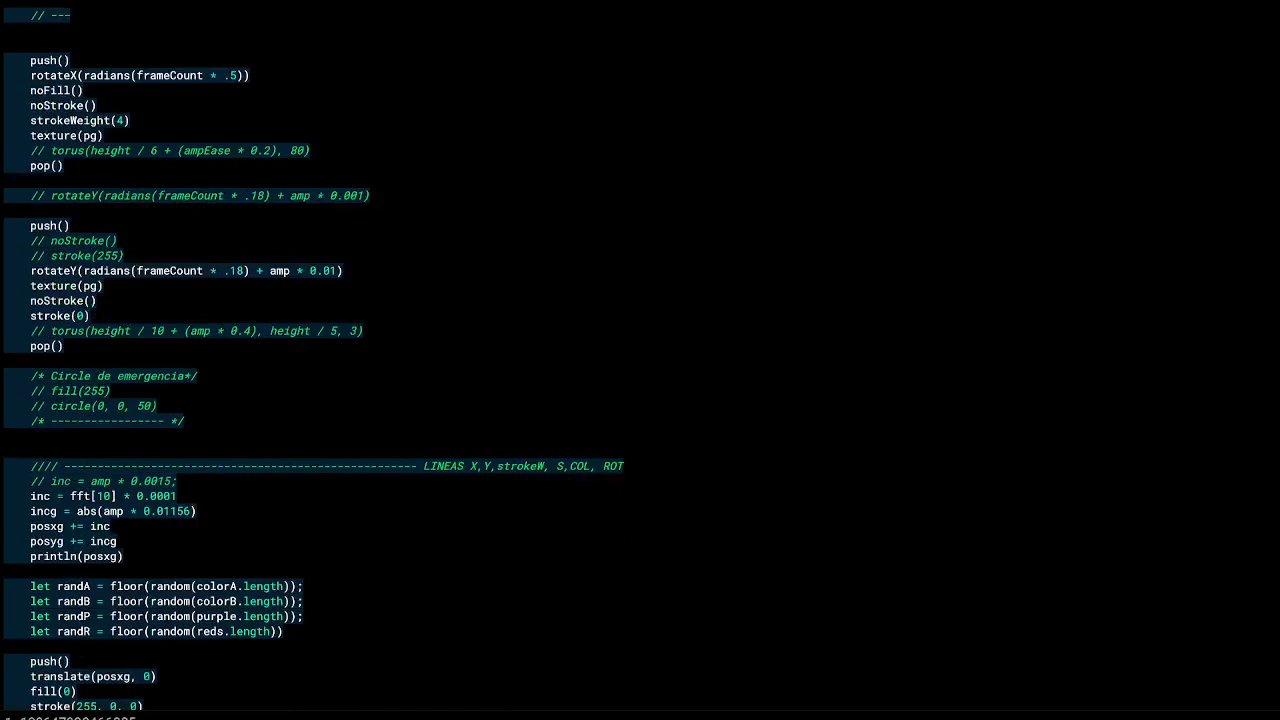 // ---
push()
rotateX(radians(frameCount * .5))
noFill()
noStroke()
strokeWeight(4)
texture(pg)
// torus(height / 6 + (ampEase * 0.2), 80)
pop()
// rotateY(radians(frameCount * .18) + amp * 0.001)
push()
// noStroke()
// stroke(255)
rotateY(radians(frameCount * .18) + amp * 0.01)
texture(pg)
noStroke()
stroke(0)
// torus(height / 10 + (amp * 0.4), height / 5, 3)
pop()
/* Circle de emergencia*/
// fill(255)
// circle(0, 0, 50)
/* ----------------- */
//// ----------------------------------------------------- LINEAS X,Y,strokeW, S,COL, ROT
// inc = amp * 0.0015;
inc = fft[10] * 0.0001
incg = abs(amp * 0.01156)
posxg += inc
posyg += incg
println(posxg)
let randA = floor(random(colorA.length));
let randB = floor(random(colorB.length));
let randP = floor(random(purple.length));
let randR = floor(random(reds.length))
push()
translate(posxg, 0)
fill(0)
stroke(255, 0, 0)